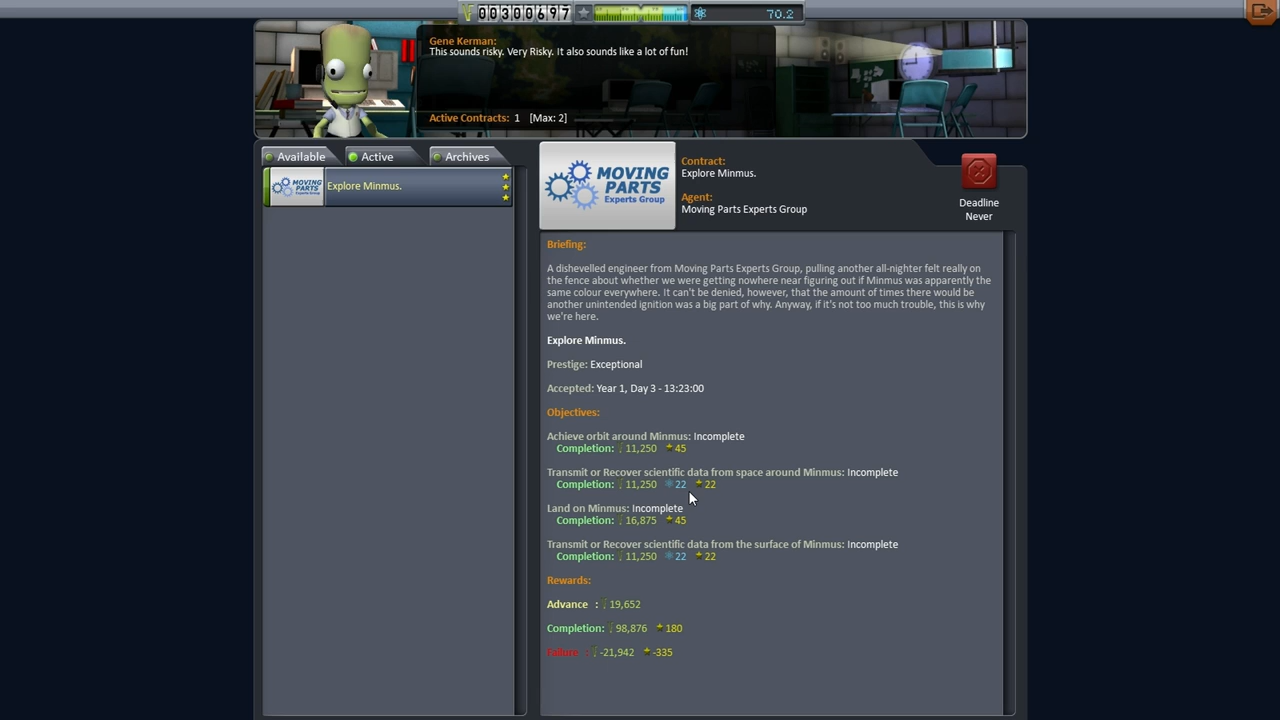 00300697
70.2
Gene Kerman:
This sounds risky. Very Risky. It also sounds like a lot of fun!
Active Contracts: 1 [Max: 2]
Available
Active
Archives
MOVING PARTS Experts Group
Explore Minmus.
MOVING
PARTS
Experts Group
Contract:
Explore Minmus.
Agent:
Moving Parts Experts Group
Deadline
Never
Briefing:
A dishevelled engineer from Moving Parts Experts Group, pulling another all-nighter felt really on
the fence about whether we were getting nowhere near figuring out if Minmus was apparently the
same colour everywhere. It can't be denied, however, that the amount of times there would be
another unintended ignition was a big part of why. Anyway, if it's not too much trouble, this is why
we're here.
Explore Minmus.
Prestige: Exceptional
Accepted: Year 1, Day 3 - 13:23:00
Objectives:
Achieve orbit around Minmus: Incomplete
Completion: 11,250 45
Transmit or Recover scientific data from space around Minmus: Incomplete
Completion: 11,250 22 22
Land on Minmus: Incomplete
Completion: 16,875 45
Transmit or Recover scientific data from the surface of Minmus: Incomplete
Completion: 11,250 22 22
Rewards:
Advance : 19,652
Completion: 98,876 180
Failure : -21,942 -335